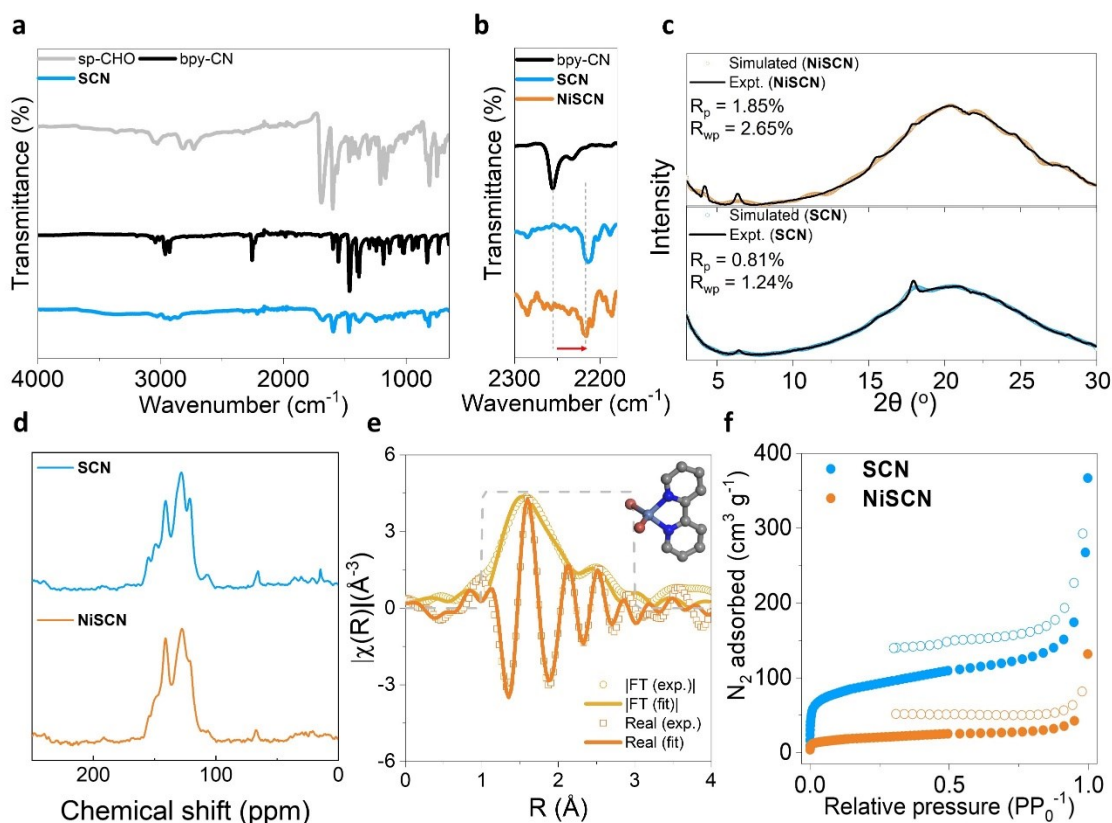 a
sp-CHO bpy-CN
SCN
Transmittance (%)
4000 3000 2000 1000
Wavenumber (cm⁻¹)
b
bpy-CN
SCN
NiSCN
Transmittance (%)
2300 2200
Wavenumber (cm⁻¹)
c
Simulated (NiSCN)
Expt. (NiSCN)
Rₚ = 1.85%
R_wp = 2.65%
Simulated (SCN)
Expt. (SCN)
Rₚ = 0.81%
R_wp = 1.24%
Intensity
5 10 15 20 25 30
2θ (°)
d
SCN
NiSCN
200 100 0
Chemical shift (ppm)
e
|χ(R)|(Å⁻³)
6
3
0
-3
-6
|FT (exp.)|
|FT (fit)|
Real (exp.)
Real (fit)
0 1 2 3 4
R (Å)
f
SCN
NiSCN
N₂ adsorbed (cm³ g⁻¹)
400
300
200
100
0
0.0 0.5 1.0
Relative pressure (PP₀⁻¹)